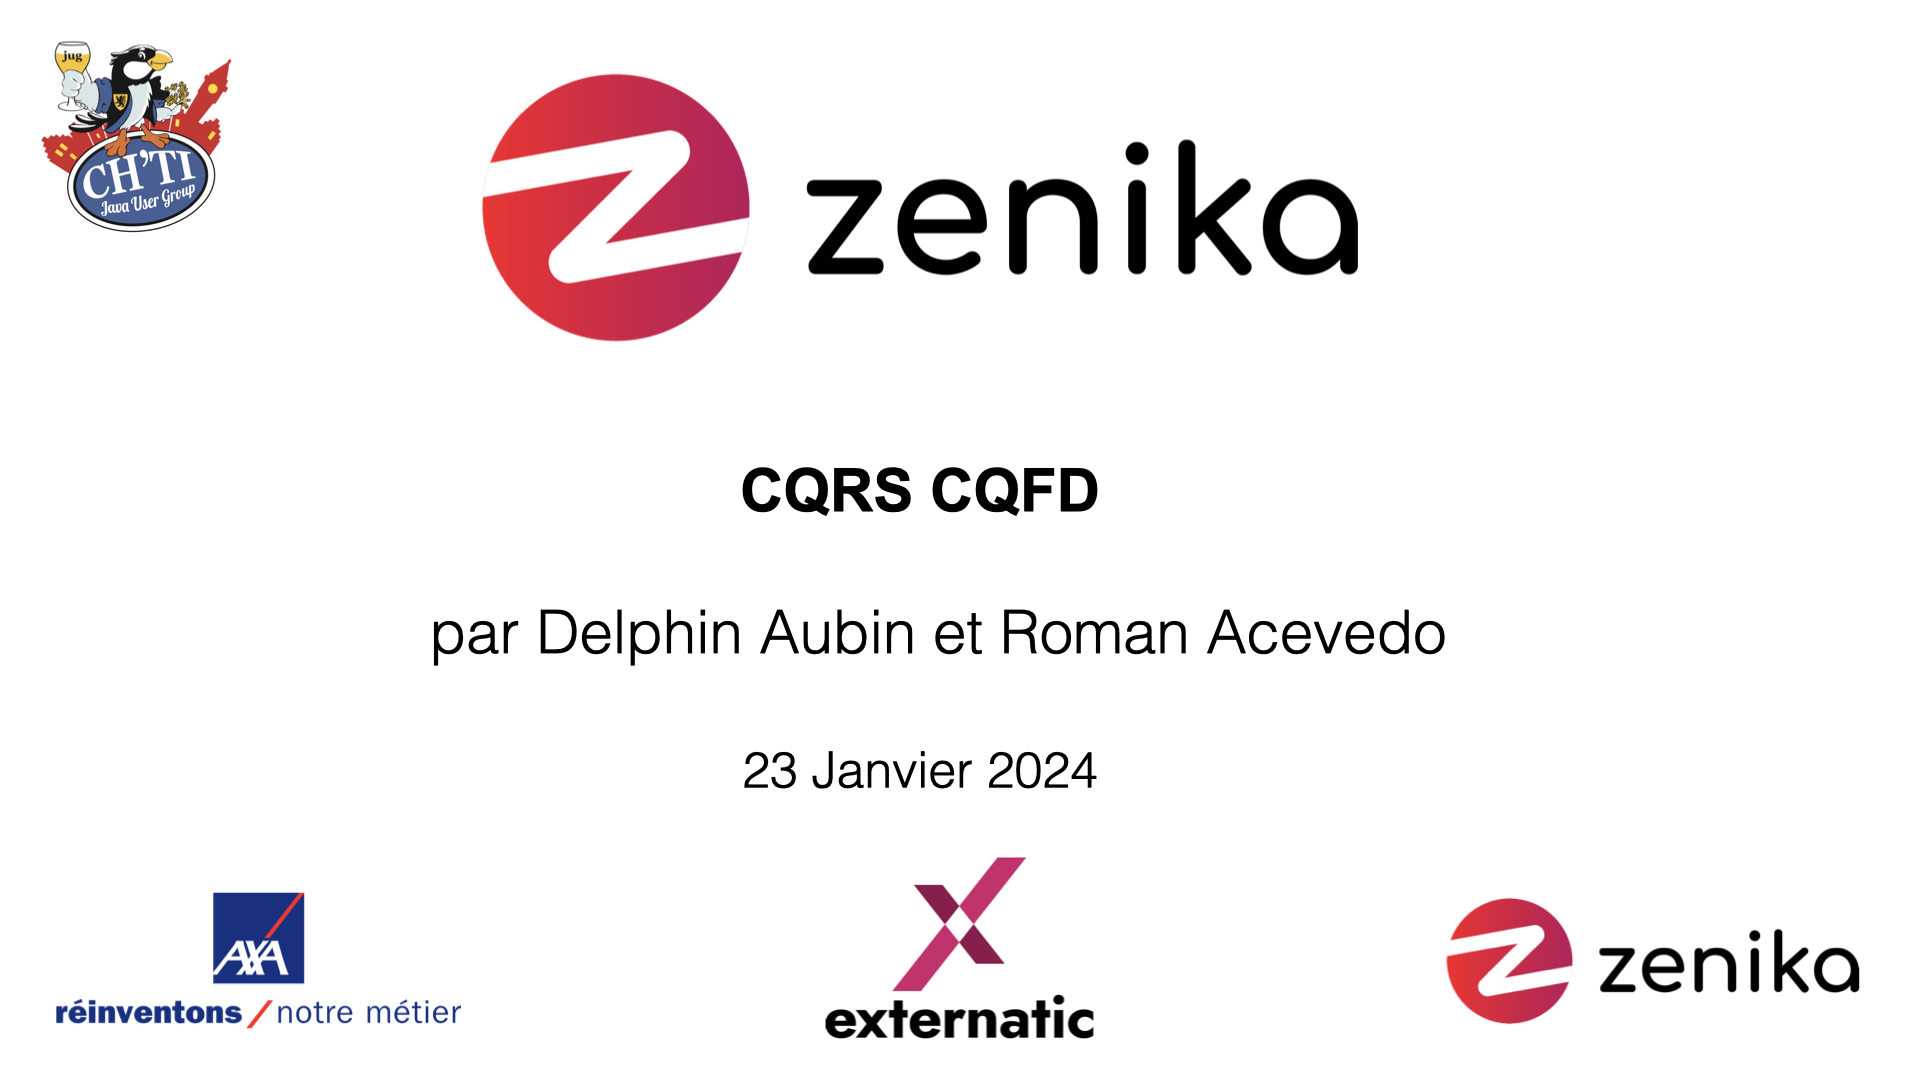 jug
CH'TI
Java User Group
zenika
CQRS CQFD
par Delphin Aubin et Roman Acevedo
23 Janvier 2024
AXA
réinventons / notre métier
externatic
zenika